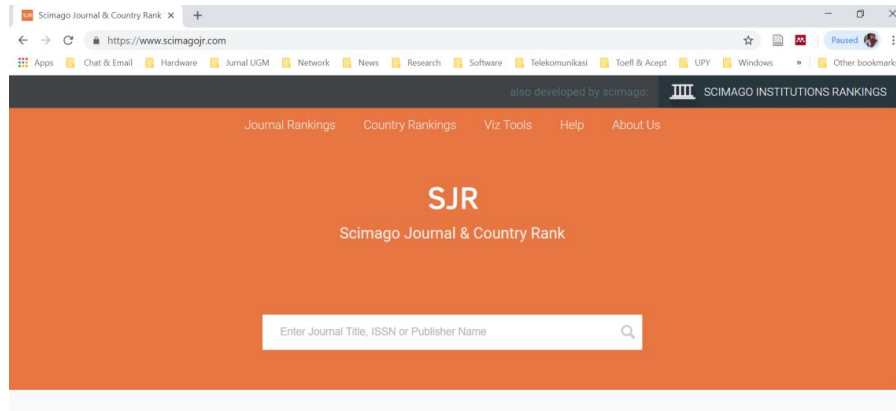 SJR Scimago Journal & Country Rank
https://www.scimagojr.com Paused
Apps Chat & Email Hardware Jurnal UGM Network News Research Software Telekomunikasi Toefl & Acept UPY Windows » Other bookmarks
also developed by scimago: SCIMAGO INSTITUTIONS RANKINGS
Journal Rankings Country Rankings Viz Tools Help About Us
SJR
Scimago Journal & Country Rank
Enter Journal Title, ISSN or Publisher Name